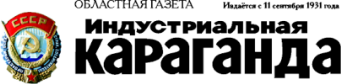 ОБЛАСТНАЯ ГАЗЕТА Издаётся с 11 сентября 1931 года
СССР
Индустриальная
КАРАГАНДА